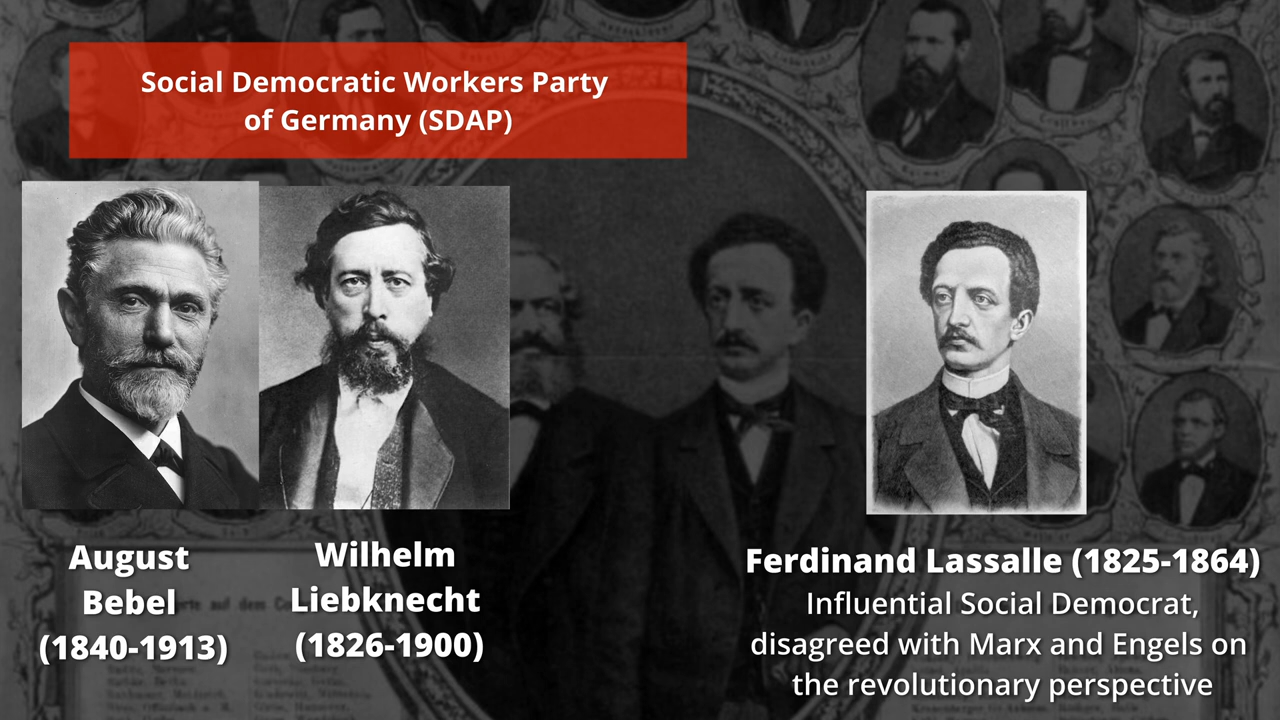 Social Democratic Workers Party
of Germany (SDAP)
August
Bebel
(1840-1913)
Wilhelm
Liebknecht
(1826-1900)
Ferdinand Lassalle (1825-1864)
Influential Social Democrat,
disagreed with Marx and Engels on
the revolutionary perspective